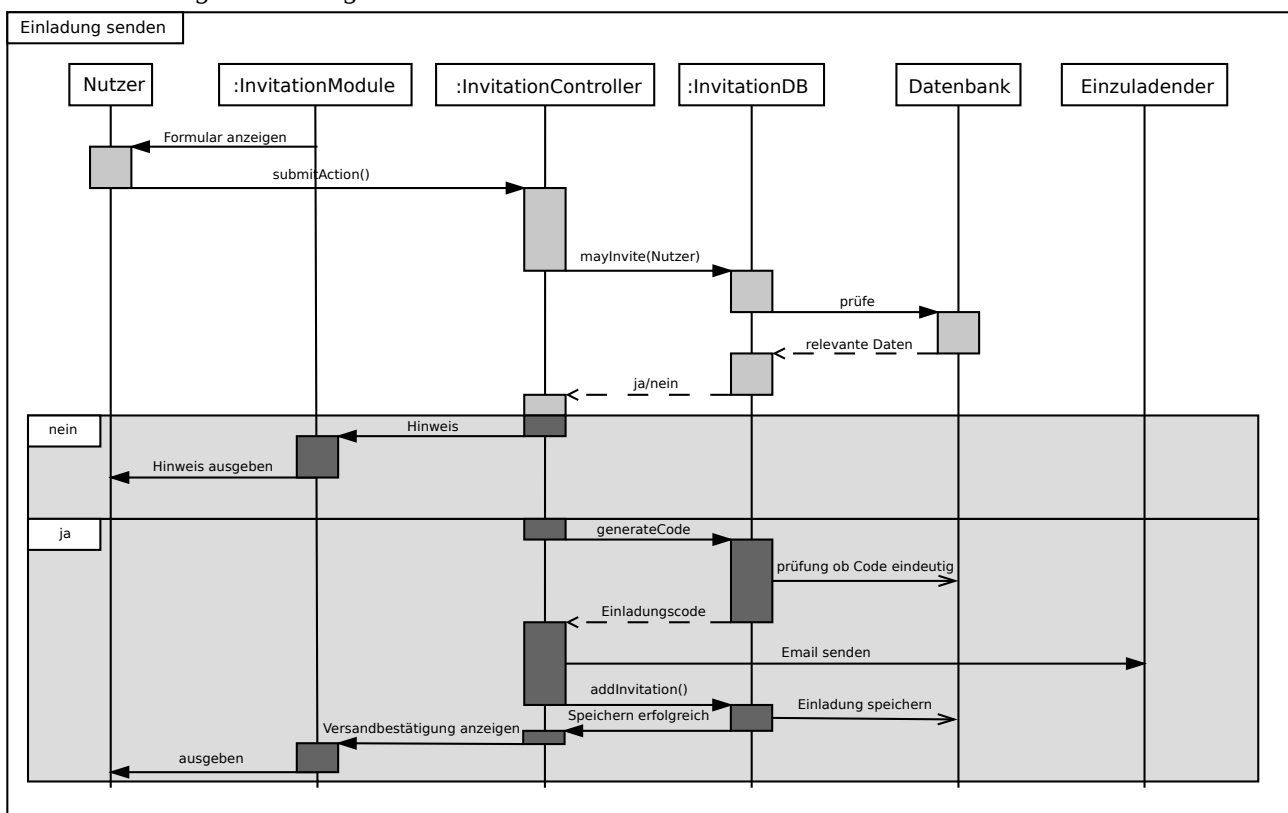 Einladung senden
Nutzer
:InvitationModule
:InvitationController
:InvitationDB
Datenbank
Einzuladender
Formular anzeigen
submitAction()
mayInvite(Nutzer)
prüfe
relevante Daten
ja/nein
nein
Hinweis
Hinweis ausgeben
ja
generateCode
prüfung ob Code eindeutig
Einladungscode
Email senden
addInvitation()
Einladung speichern
Speichern erfolgreich
Versandbestätigung anzeigen
ausgeben